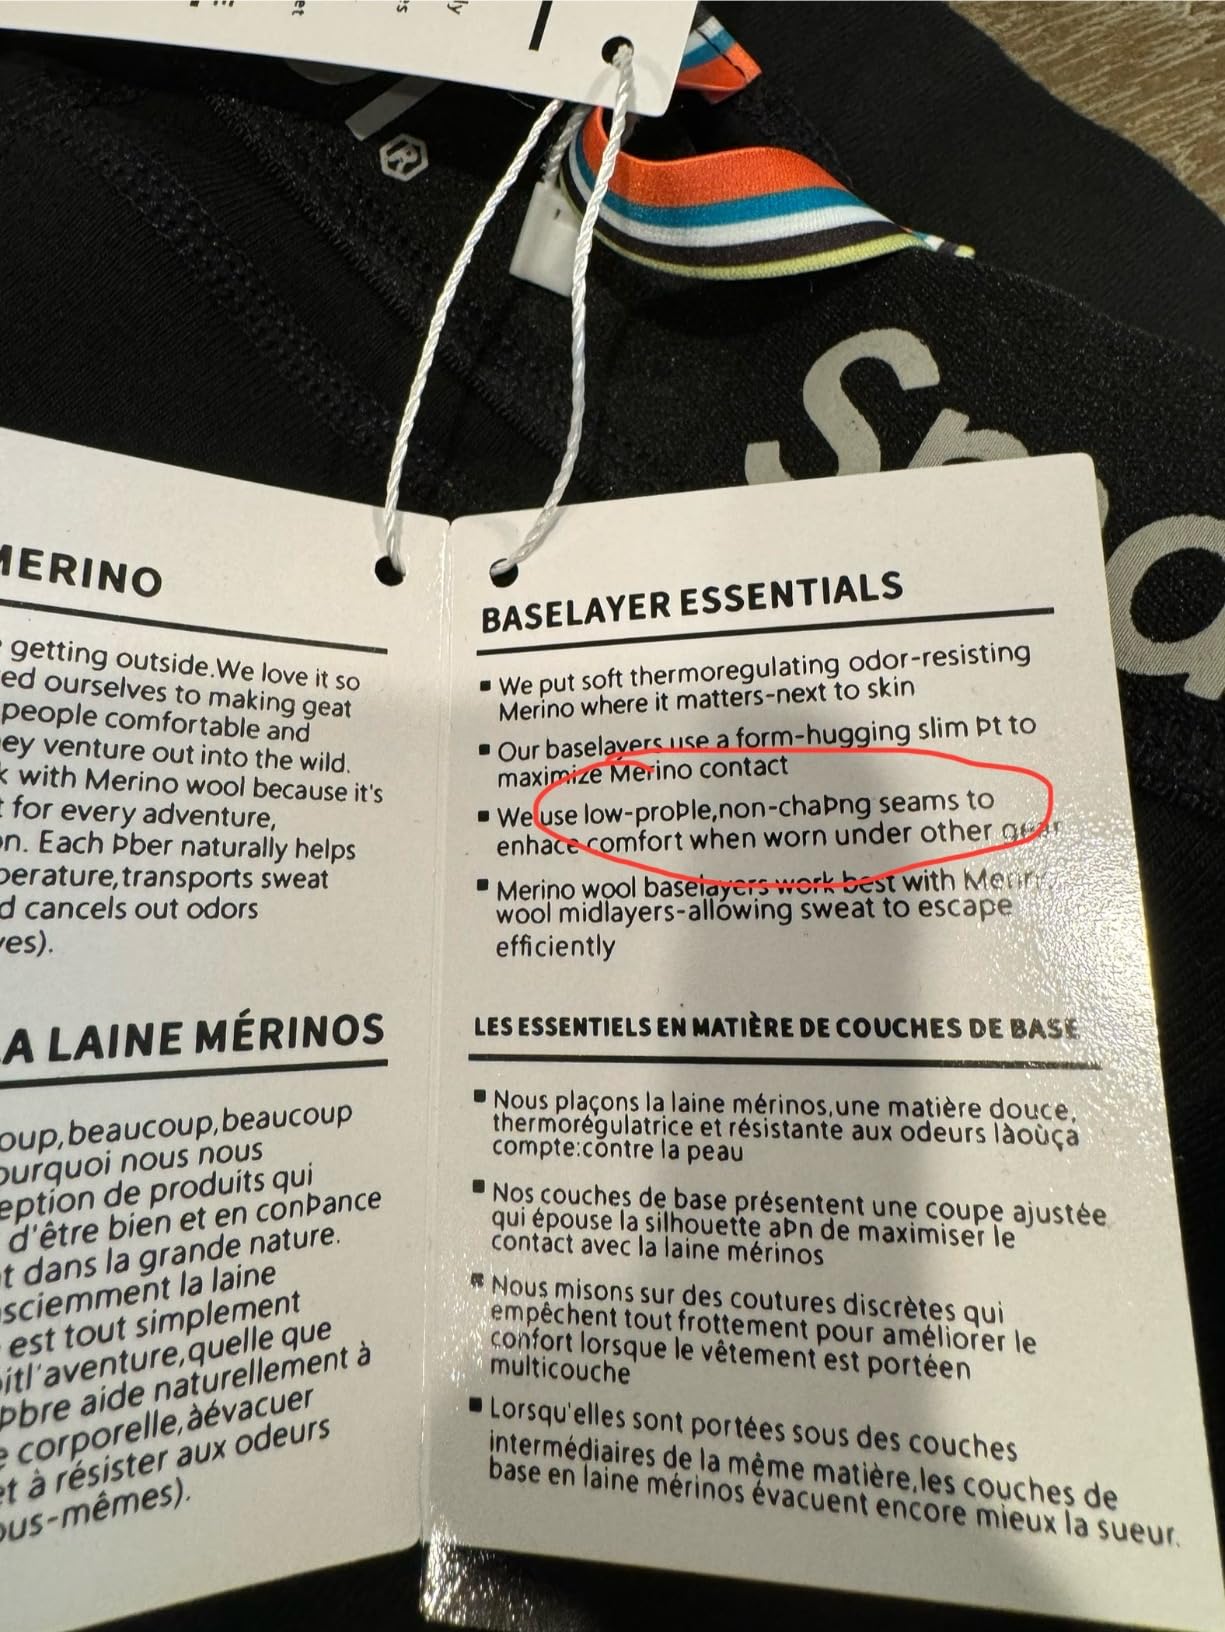 ®
MERINO
getting outside.We love it so
ed ourselves to making geat
people comfortable and
ey venture out into the wild.
k with Merino wool because it's
t for every adventure,
on. Each Þber naturally helps
perature,transports sweat
d cancels out odors
ves).
LA LAINE MÉRINOS
oup,beaucoup,beaucoup
ourquoi nous nous
eption de produits qui
d'être bien et en conÞance
t dans la grande nature.
nsciemment la laine
est tout simplement
oitl'aventure,quelle que
Þbre aide naturellement à
e corporelle,àévacuer
et à résister aux odeurs
ous-mêmes).
BASELAYER ESSENTIALS
▪ We put soft thermoregulating odor-resisting
Merino where it matters-next to skin
▪ Our baselayers use a form-hugging slim Þt to
maximize Merino contact
▪ We use low-proÞle,non-chaÞng seams to
enhace comfort when worn under other gear
▪ Merino wool baselayers work best with Merino
wool midlayers-allowing sweat to escape
efficiently
LES ESSENTIELS EN MATIÈRE DE COUCHES DE BASE
▪ Nous plaçons la laine mérinos,une matière douce,
thermorégulatrice et résistante aux odeurs làoùça
compte:contre la peau
▪ Nos couches de base présentent une coupe ajustée
qui épouse la silhouette aÞn de maximiser le
contact avec la laine mérinos
▪ Nous misons sur des coutures discrètes qui
empêchent tout frottement pour améliorer le
confort lorsque le vêtement est portéen
multicouche
▪ Lorsqu'elles sont portées sous des couches
intermédiaires de la même matière,les couches de
base en laine mérinos évacuent encore mieux la sueur.